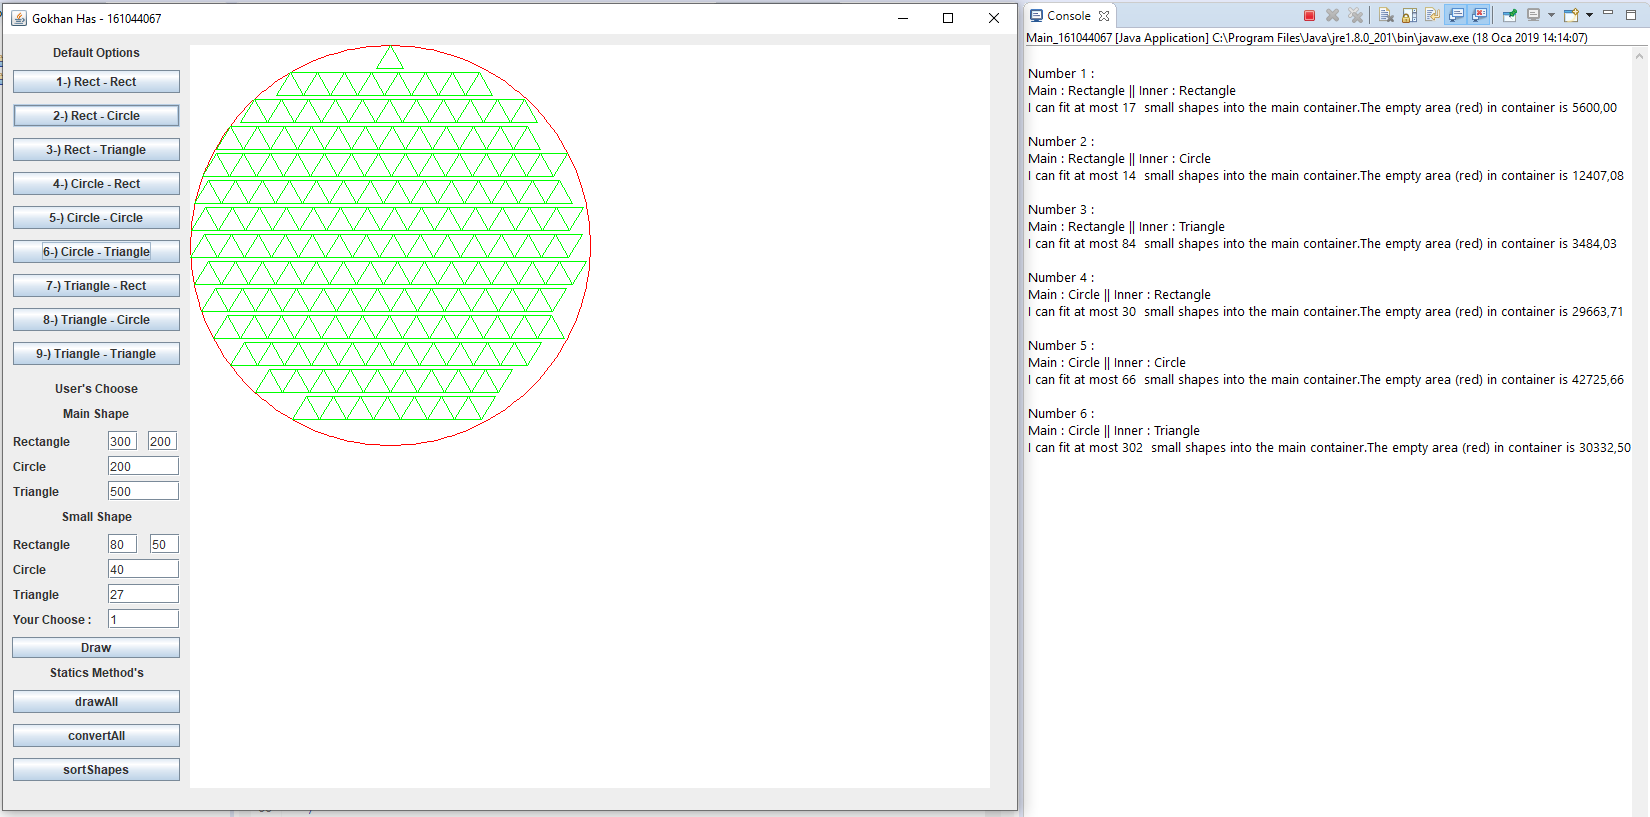 Gokhan Has - 161044067
Default Options
1-) Rect - Rect
2-) Rect - Circle
3-) Rect - Triangle
4-) Circle - Rect
5-) Circle - Circle
6-) Circle - Triangle
7-) Triangle - Rect
8-) Triangle - Circle
9-) Triangle - Triangle
User's Choose
Main Shape
Rectangle 300 200
Circle 200
Triangle 500
Small Shape
Rectangle 80 50
Circle 40
Triangle 27
Your Choose : 1
Draw
Statics Method's
drawAll
convertAll
sortShapes
Console
Main_161044067 [Java Application] C:\Program Files\Java\jre1.8.0_201\bin\javaw.exe (18 Oca 2019 14:14:07)
Number 1 :
Main : Rectangle || Inner : Rectangle
I can fit at most 17 small shapes into the main container.The empty area (red) in container is 5600,00
Number 2 :
Main : Rectangle || Inner : Circle
I can fit at most 14 small shapes into the main container.The empty area (red) in container is 12407,08
Number 3 :
Main : Rectangle || Inner : Triangle
I can fit at most 84 small shapes into the main container.The empty area (red) in container is 3484,03
Number 4 :
Main : Circle || Inner : Rectangle
I can fit at most 30 small shapes into the main container.The empty area (red) in container is 29663,71
Number 5 :
Main : Circle || Inner : Circle
I can fit at most 66 small shapes into the main container.The empty area (red) in container is 42725,66
Number 6 :
Main : Circle || Inner : Triangle
I can fit at most 302 small shapes into the main container.The empty area (red) in container is 30332,50